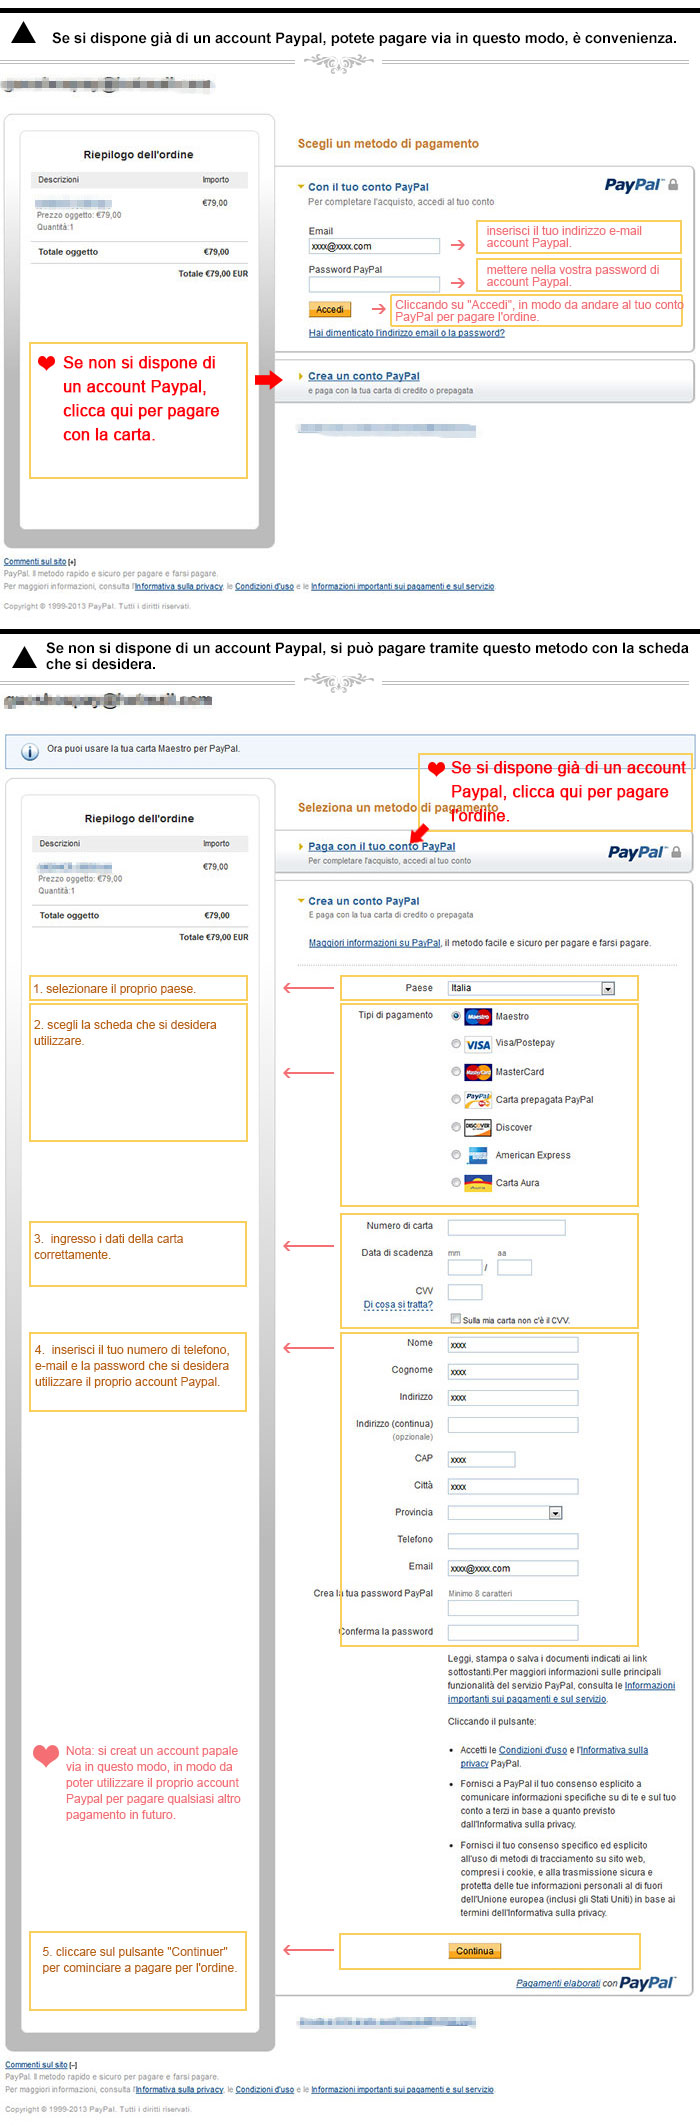 Se si dispone già di un account Paypal, potete pagare via in questo modo, è convenienza.
Riepilogo dell'ordine
Descrizioni Importo
€79,00
Prezzo oggetto: €79,00
Quantità:1
Totale oggetto €79,00
Totale €79,00 EUR
Se non si dispone di
un account Paypal,
clicca qui per pagare
con la carta.
Scegli un metodo di pagamento
Con il tuo conto PayPal
PayPal
Per completare l'acquisto, accedi al tuo conto
Email
xxxx@xxxx.com
inserisci il tuo indirizzo e-mail
account Paypal.
Password PayPal
mettere nella vostra password di
account Paypal.
Accedi
Cliccando su "Accedi", in modo da andare al tuo conto
PayPal per pagare l'ordine.
Hai dimenticato l'indirizzo email o la password?
Crea un conto PayPal
e paga con la tua carta di credito o prepagata
Commenti sul sito [+]
PayPal. Il metodo rapido e sicuro per pagare e farsi pagare.
Per maggiori informazioni, consulta l'Informativa sulla privacy, le Condizioni d'uso e le Informazioni importanti sui pagamenti e sul servizio
Copyright © 1999-2013 PayPal. Tutti i diritti riservati.
Se non si dispone di un account Paypal, si può pagare tramite questo metodo con la scheda
che si desidera.
Ora puoi usare la tua carta Maestro per PayPal.
Se si dispone già di un account
Paypal, clicca qui per pagare
l'ordine.
Riepilogo dell'ordine
Descrizioni Importo
€79,00
Prezzo oggetto: €79,00
Quantità:1
Totale oggetto €79,00
Totale €79,00 EUR
Seleziona un metodo di pagamento
Paga con il tuo conto PayPal
PayPal
Per completare l'acquisto, accedi al tuo conto
Crea un conto PayPal
E paga con la tua carta di credito o prepagata
Maggiori informazioni su PayPal, il metodo facile e sicuro per pagare e farsi pagare.
1. selezionare il proprio paese.
Paese Italia
2. scegli la scheda che si desidera
utilizzare.
Tipi di pagamento
Maestro Maestro
VISA Visa/Postepay
MasterCard MasterCard
PayPal Carta prepagata PayPal
DISCOVER Discover
American Express
Carta Aura
3. ingresso i dati della carta
correttamente.
Numero di carta
Data di scadenza mm aa
/
CVV
Di cosa si tratta?
Sulla mia carta non c'è il CVV.
4. inserisci il tuo numero di telefono,
e-mail e la password che si desidera
utilizzare il proprio account Paypal.
Nome xxxx
Cognome xxxx
Indirizzo xxxx
Indirizzo (continua)
(opzionale)
CAP xxxx
Città xxxx
Provincia
Telefono
Email xxxx@xxxx.com
Crea la tua password PayPal Minimo 8 caratteri
Conferma la password
Leggi, stampa o salva i documenti indicati ai link
sottostanti.Per maggiori informazioni sulle principali
funzionalità del servizio PayPal, consulta le Informazioni
importanti sui pagamenti e sul servizio.
Cliccando il pulsante:
• Accetti le Condizioni d'uso e l'Informativa sulla
privacy PayPal.
• Fornisci a PayPal il tuo consenso esplicito a
comunicare informazioni specifiche su di te e sul tuo
conto a terzi in base a quanto previsto
dall'Informativa sulla privacy.
• Fornisci il tuo consenso specifico ed esplicito
all'uso di metodi di tracciamento su sito web,
compresi i cookie, e alla trasmissione sicura e
protetta delle tue informazioni personali al di fuori
dell'Unione europea (inclusi gli Stati Uniti) in base ai
termini dell'Informativa sulla privacy.
Nota: si creat un account papale
via in questo modo, in modo da
poter utilizzare il proprio account
Paypal per pagare qualsiasi altro
pagamento in futuro.
5. cliccare sul pulsante "Continuer"
per cominciare a pagare per l'ordine.
Continua
Pagamenti elaborati con PayPal
Commenti sul sito [-]
PayPal. Il metodo rapido e sicuro per pagare e farsi pagare.
Per maggiori informazioni, consulta l'Informativa sulla privacy, le Condizioni d'uso e le Informazioni importanti sui pagamenti e sul servizio
Copyright © 1999-2013 PayPal. Tutti i diritti riservati.